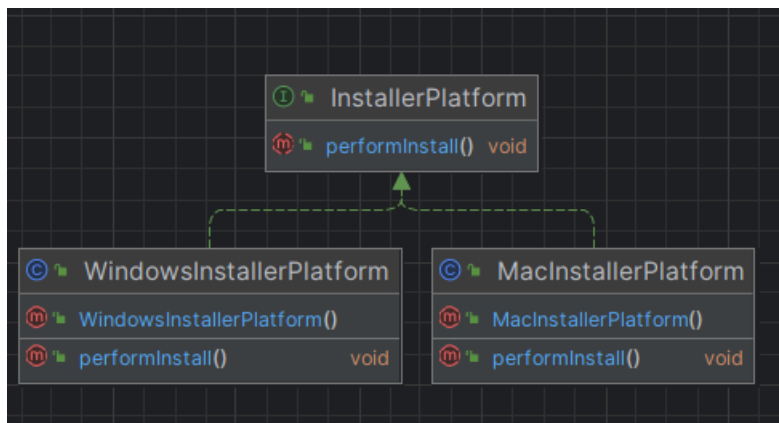 InstallerPlatform
performInstall() void
WindowsInstallerPlatform
WindowsInstallerPlatform()
performInstall() void
MacInstallerPlatform
MacInstallerPlatform()
performInstall() void